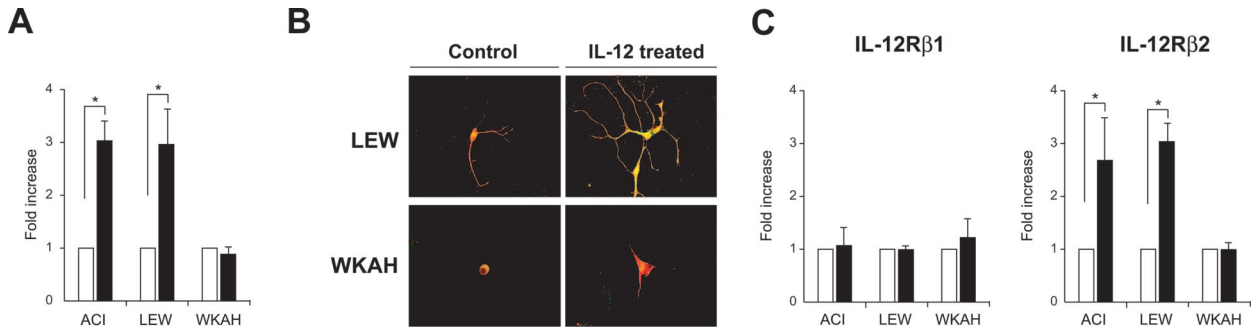 A
Fold increase
4
3
2
1
0
*
*
ACI
LEW
WKAH
B
Control
IL-12 treated
LEW
WKAH
C
IL-12Rβ1
Fold increase
4
3
2
1
0
ACI
LEW
WKAH
IL-12Rβ2
Fold increase
4
3
2
1
0
*
*
ACI
LEW
WKAH